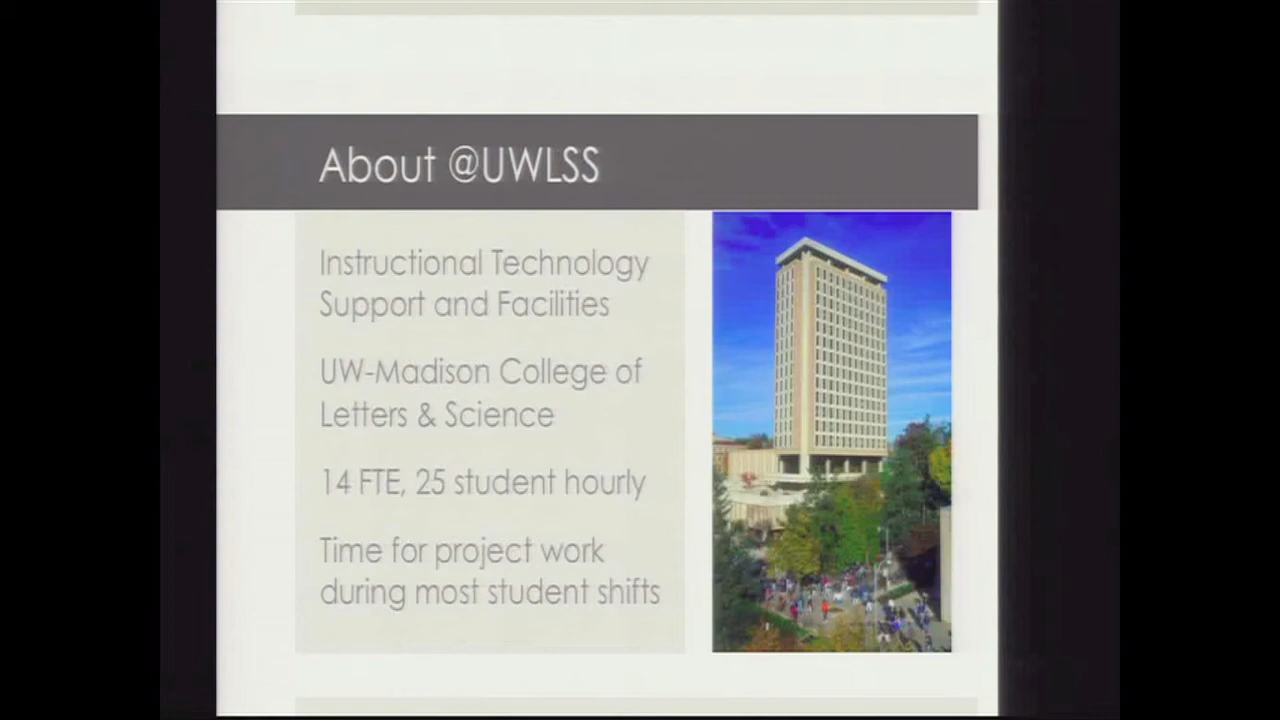 About @UWLSS
Instructional Technology
Support and Facilities
UW-Madison College of
Letters & Science
14 FTE, 25 student hourly
Time for project work
during most student shifts